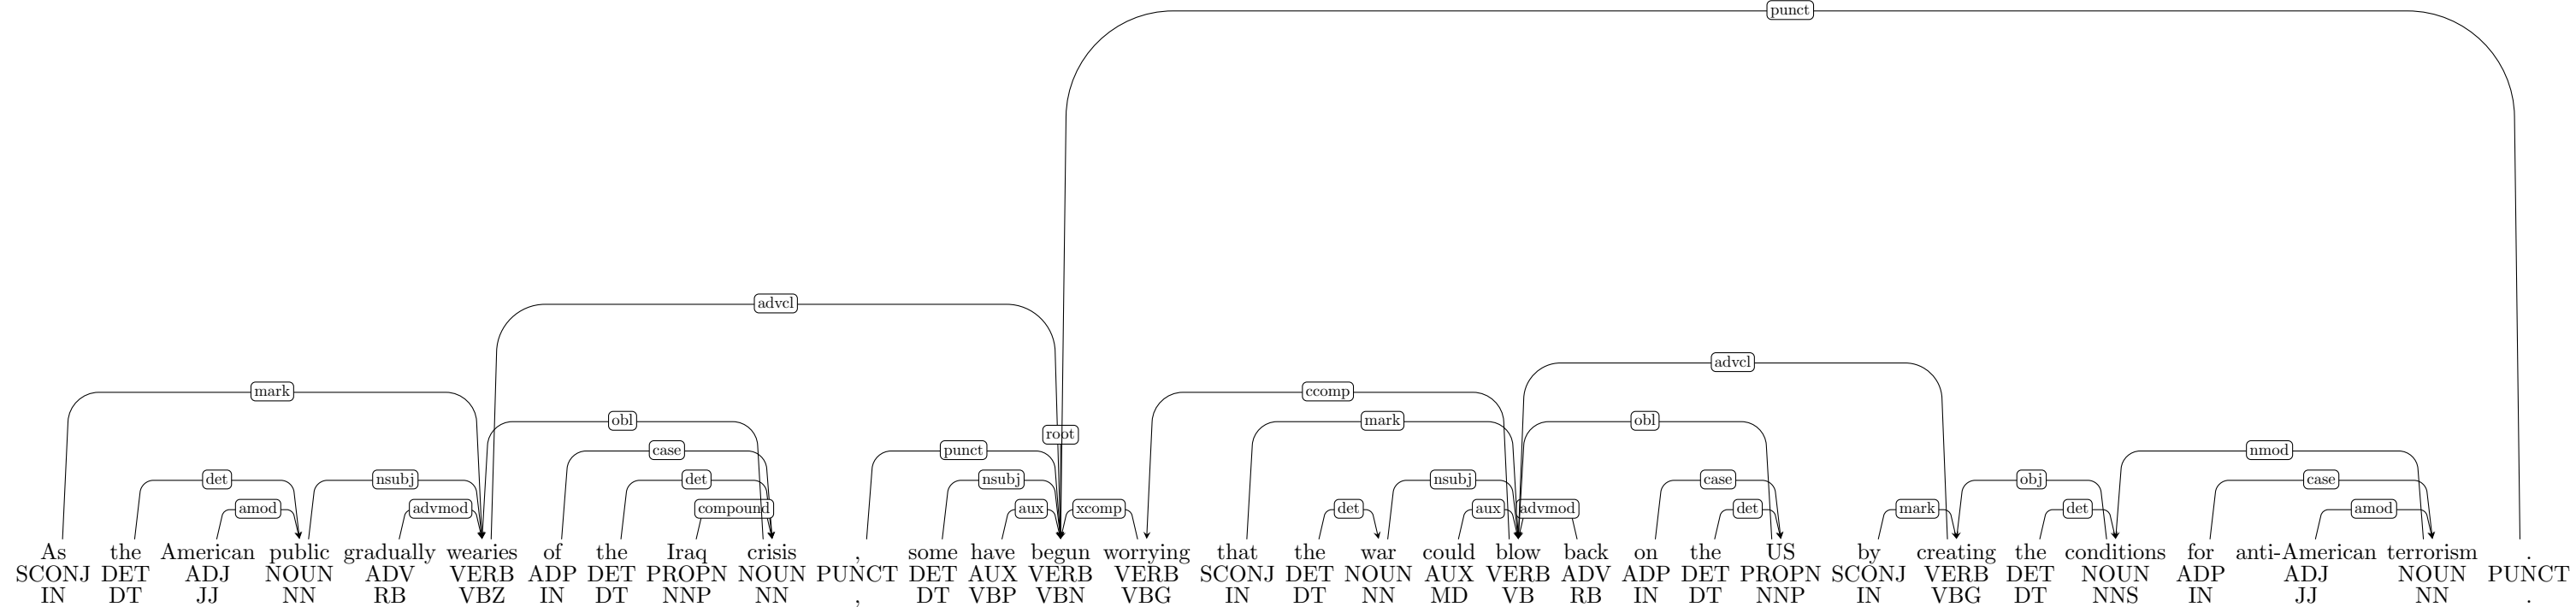 punct
advcl
advcl
mark ccomp
obl mark obl
root
case punct nmod
det nsubj det nsubj nsubj case obj case
amod advmod compound aux xcomp det aux advmod det mark det amod
As the American public gradually wearies of the Iraq crisis , some have begun worrying that the war could blow back on the US by creating the conditions for anti-American terrorism .
SCONJ DET ADJ NOUN ADV VERB ADP DET PROPN NOUN PUNCT DET AUX VERB VERB SCONJ DET NOUN AUX VERB ADV ADP DET PROPN SCONJ VERB DET NOUN ADP ADJ NOUN PUNCT
IN DT JJ NN RB VBZ IN DT NNP NN , DT VBP VBN VBG IN DT NN MD VB RB IN DT NNP IN VBG DT NNS IN JJ NN .